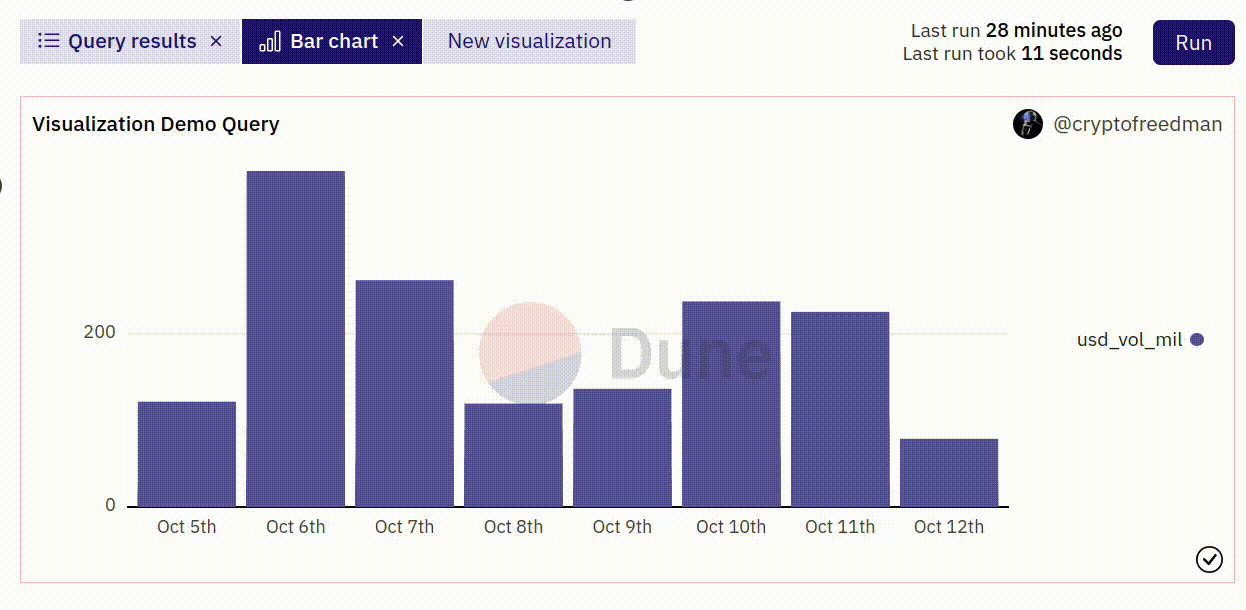 Query results × Bar chart × New visualization
Last run 28 minutes ago
Last run took 11 seconds
Run
Visualization Demo Query
@cryptofreedman
200
Dune
usd_vol_mil
0
Oct 5th Oct 6th Oct 7th Oct 8th Oct 9th Oct 10th Oct 11th Oct 12th